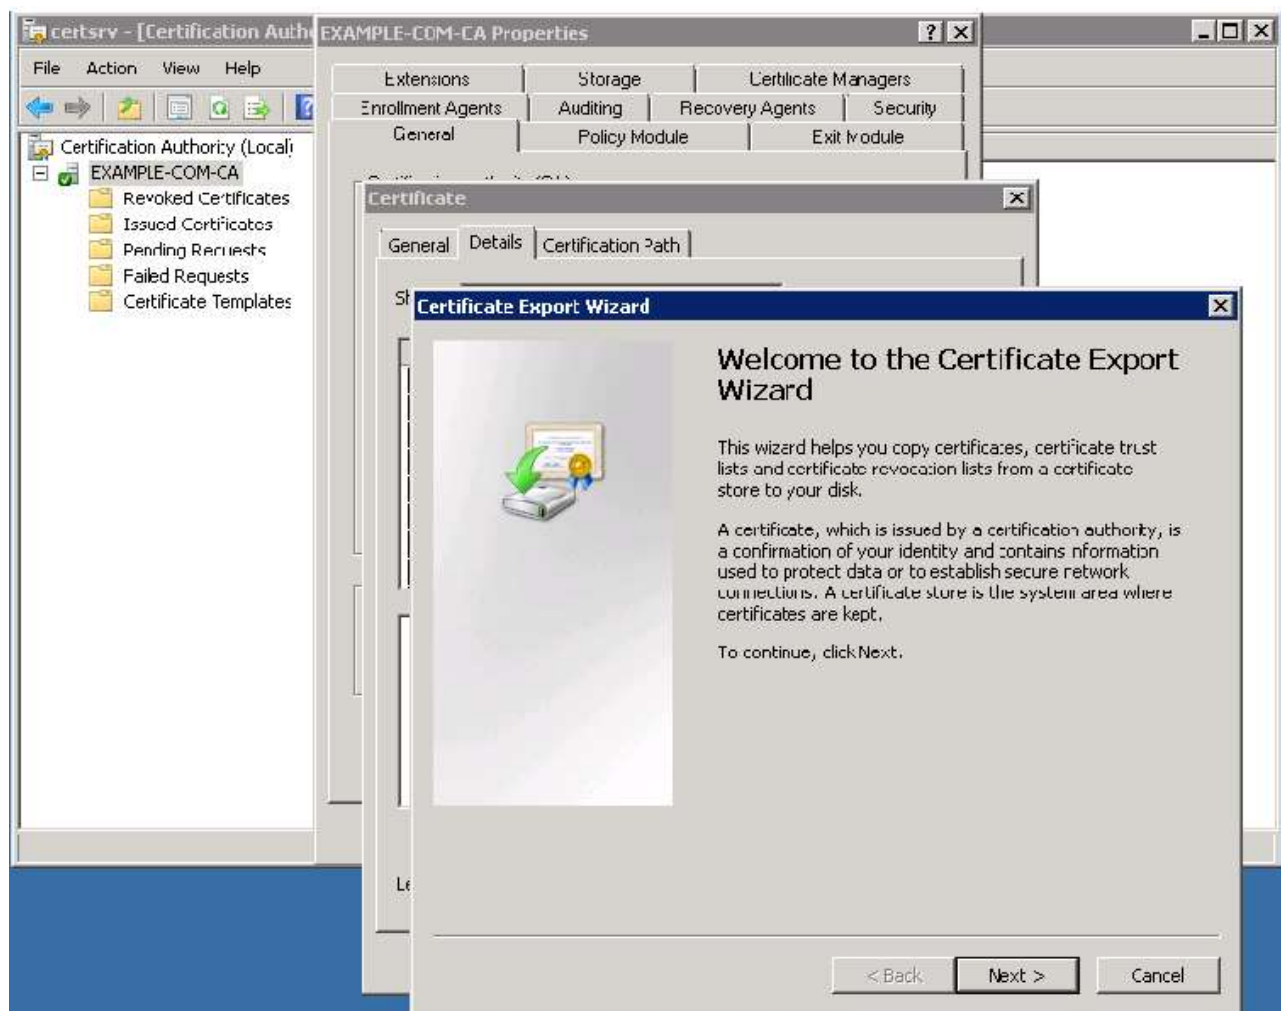 certsrv - [Certification Autho
File Action View Help
Certification Authority (Local)
EXAMPLE-COM-CA
Revoked Certificates
Issued Certificates
Pending Requests
Failed Requests
Certificate Templates
EXAMPLE-COM-CA Properties
Extensions Storage Certificate Managers
Enrollment Agents Auditing Recovery Agents Security
General Policy Module Exit Module
Certificate
General Details Certification Path
Certificate Export Wizard
Welcome to the Certificate Export
Wizard
This wizard helps you copy certificates, certificate trust
lists and certificate revocation lists from a certificate
store to your disk.
A certificate, which is issued by a certification authority, is
a confirmation of your identity and contains information
used to protect data or to establish secure network
connections. A certificate store is the system area where
certificates are kept.
To continue, click Next.
< Back Next > Cancel